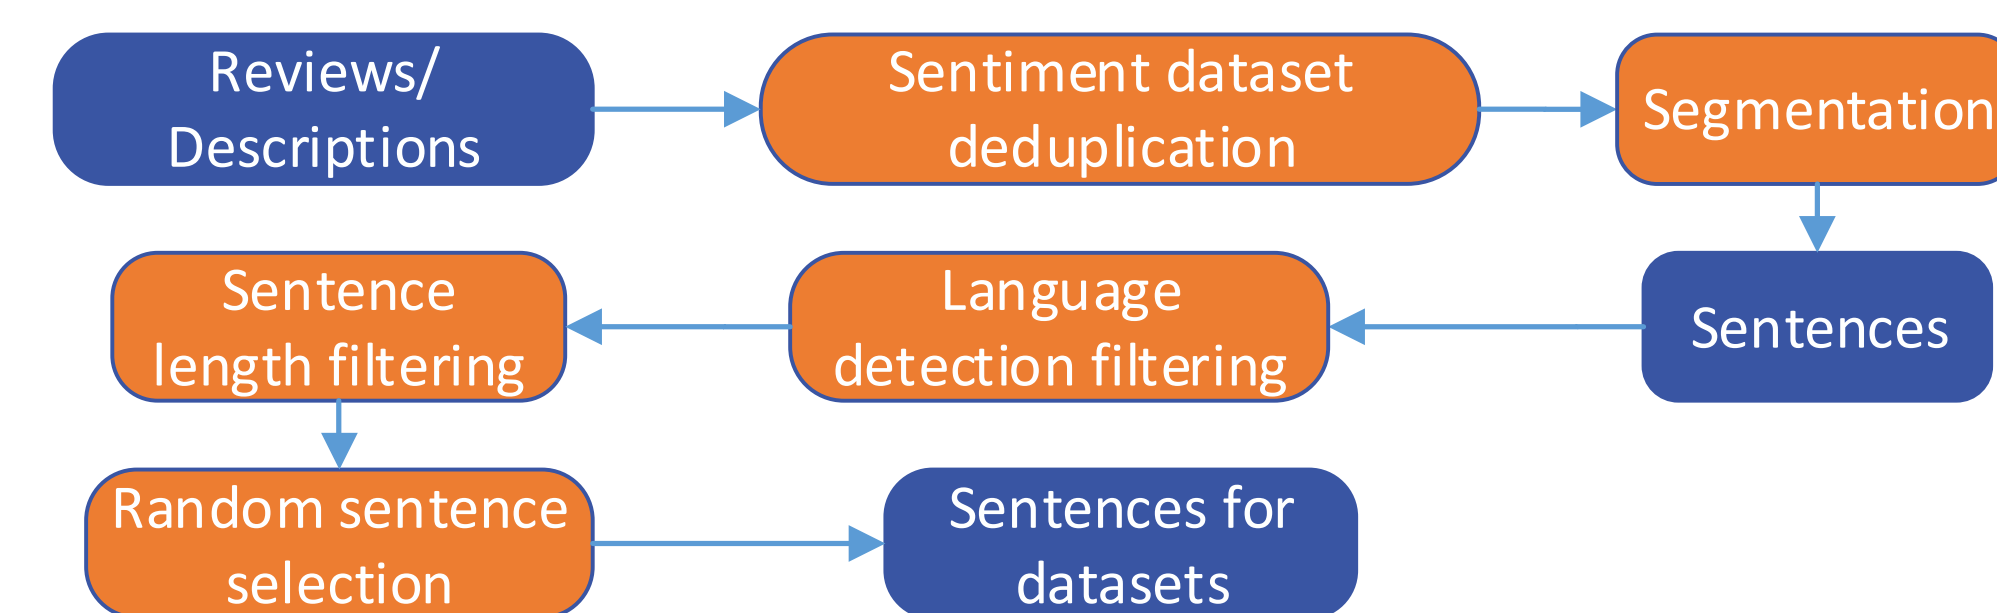 Reviews/
Descriptions
Sentiment dataset
deduplication
Segmentation
Sentence
length filtering
Language
detection filtering
Sentences
Random sentence
selection
Sentences for
datasets